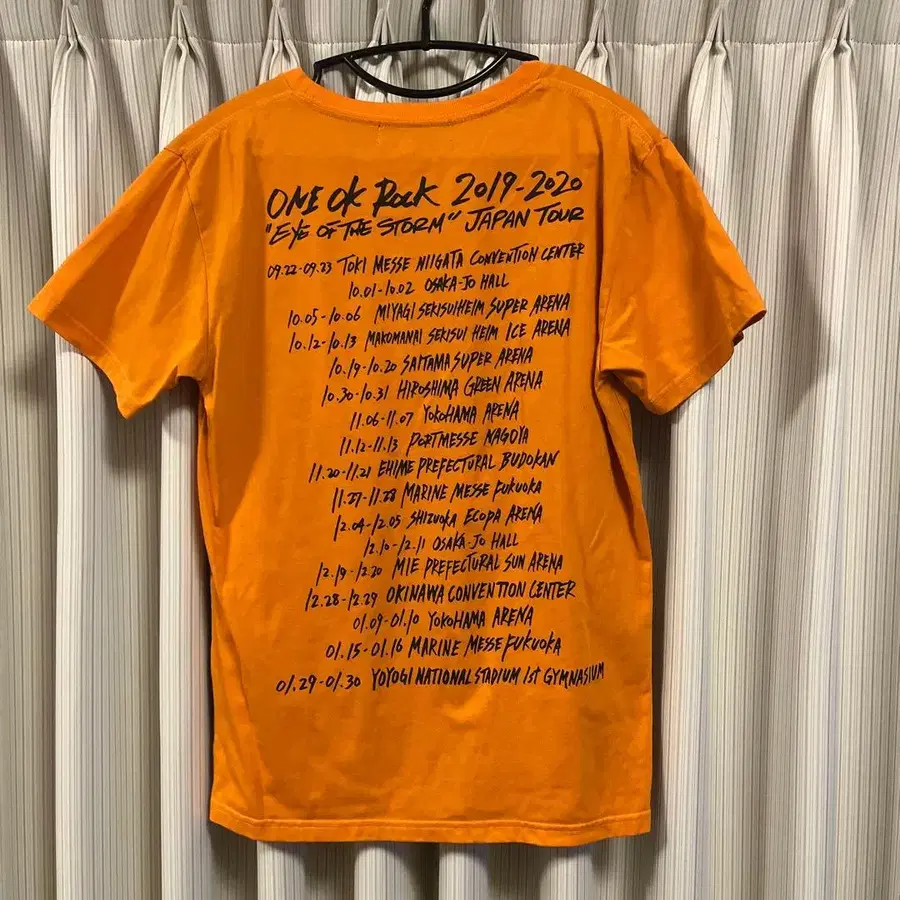 ONE OK ROCK 2019-2020
"EYE OF THE STORM" JAPAN TOUR
09.22-09.23 TOKI MESSE NIIGATA CONVENTION CENTER
10.01-10.02 OSAKA-JO HALL
10.05-10.06 MIYAGI SEKISUIHEIM SUPER ARENA
10.12-10.13 MAKOMANAI SEKISUI HEIM ICE ARENA
10.19-10.20 SAITAMA SUPER ARENA
10.30-10.31 HIROSHIMA GREEN ARENA
11.06-11.07 YOKOHAMA ARENA
11.12-11.13 PORTMESSE NAGOYA
11.20-11.21 EHIME PREFECTURAL BUDOKAN
11.27-11.28 MARINE MESSE FUKUOKA
12.04-12.05 SHIZUOKA ECOPA ARENA
12.10-12.11 OSAKA-JO HALL
12.19-12.20 MIE PREFECTURAL SUN ARENA
12.28-12.29 OKINAWA CONVENTION CENTER
01.09-01.10 YOKOHAMA ARENA
01.15-01.16 MARINE MESSE FUKUOKA
01.29-01.30 YOYOGI NATIONAL STADIUM 1st GYMNASIUM